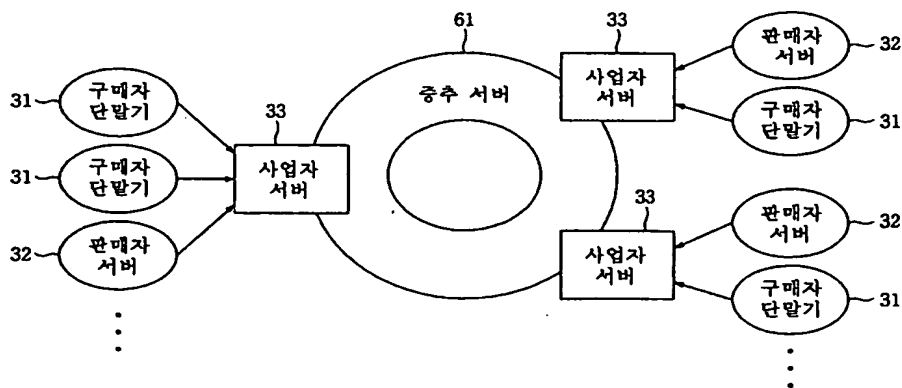 61
33
31
구매자
단말기
33
31
구매자
단말기
사업자
서버
32
판매자
서버
중추 서버
사업자
서버
판매자
서버
32
구매자
단말기
31
33
사업자
서버
판매자
서버
32
구매자
단말기
31